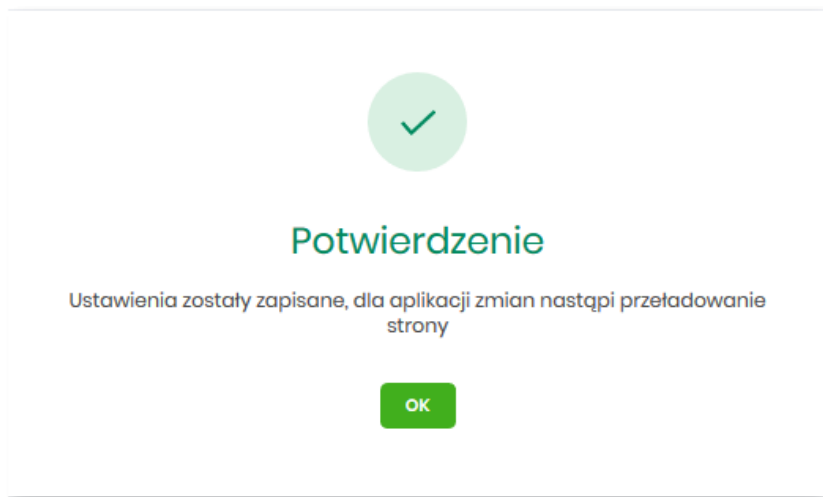 Potwierdzenie
Ustawienia zostały zapisane, dla aplikacji zmian nastąpi przeładowanie
strony
OK